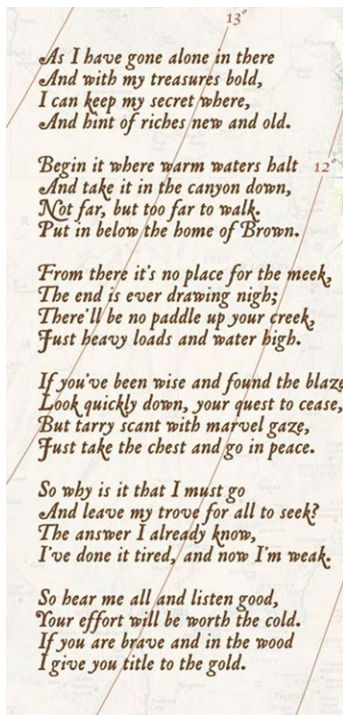 13°
As I have gone alone in there
And with my treasures bold,
I can keep my secret where,
And hint of riches new and old.
Begin it where warm waters halt
12°
And take it in the canyon down,
Not far, but too far to walk.
Put in below the home of Brown.
From there it's no place for the meek,
The end is ever drawing nigh;
There'll be no paddle up your creek,
Just heavy loads and water high.
If you've been wise and found the blaze
Look quickly down, your quest to cease,
But tarry scant with marvel gaze,
Just take the chest and go in peace.
So why is it that I must go
And leave my trove for all to seek?
The answer I already know,
I've done it tired, and now I'm weak.
So hear me all and listen good,
Your effort will be worth the cold.
If you are brave and in the wood
I give you title to the gold.